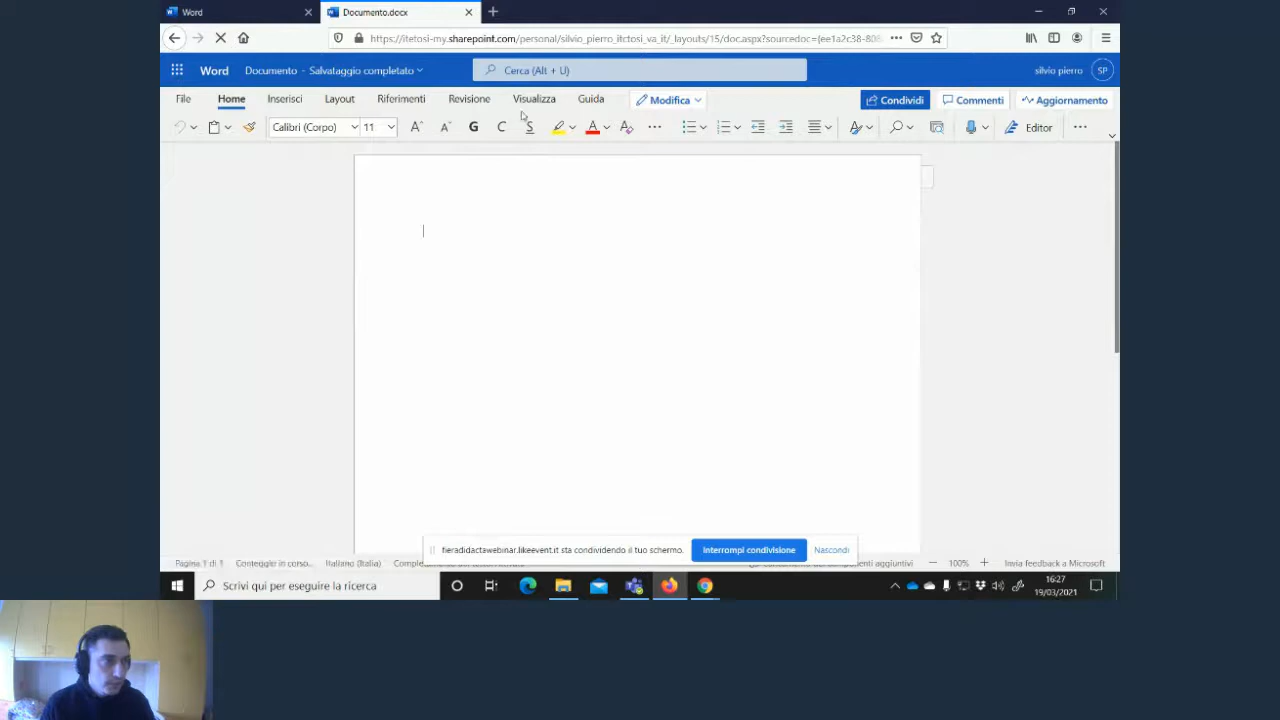 Word
Documento.docx
https://itetosi-my.sharepoint.com/personal/silvio_pierro_itctosi_va_it/_layouts/15/doc.aspx?sourcedoc={ee1a2c38-808
Word Documento - Salvataggio completato Cerca (Alt + U) silvio pierro SP
File Home Inserisci Layout Riferimenti Revisione Visualizza Guida Modifica Condividi Commenti Aggiornamento
Calibri (Corpo) 11 G C S Editor
fieradidactawebinar.likeevent.it sta condividendo il tuo schermo. Interrompi condivisione Nascondi
Pagina 1 di 1 Conteggio in corso... Italiano (Italia) 100% Invia feedback a Microsoft
Scrivi qui per eseguire la ricerca
16:27
19/03/2021